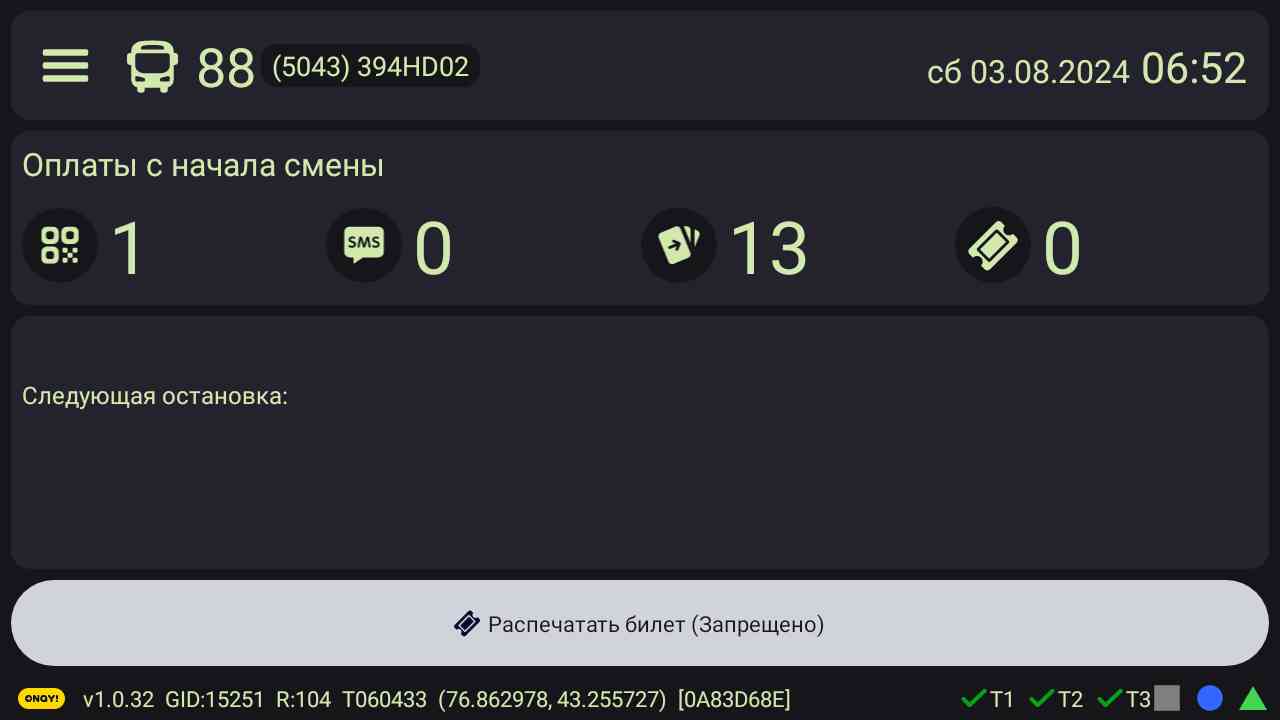 88 (5043) 394HD02 сб 03.08.2024 06:52
Оплаты с начала смены
1 SMS 0 13 0
Следующая остановка:
Распечатать билет (Запрещено)
ONAY! v1.0.32 GID:15251 R:104 T060433 (76.862978, 43.255727) [0A83D68E] T1 T2 T3